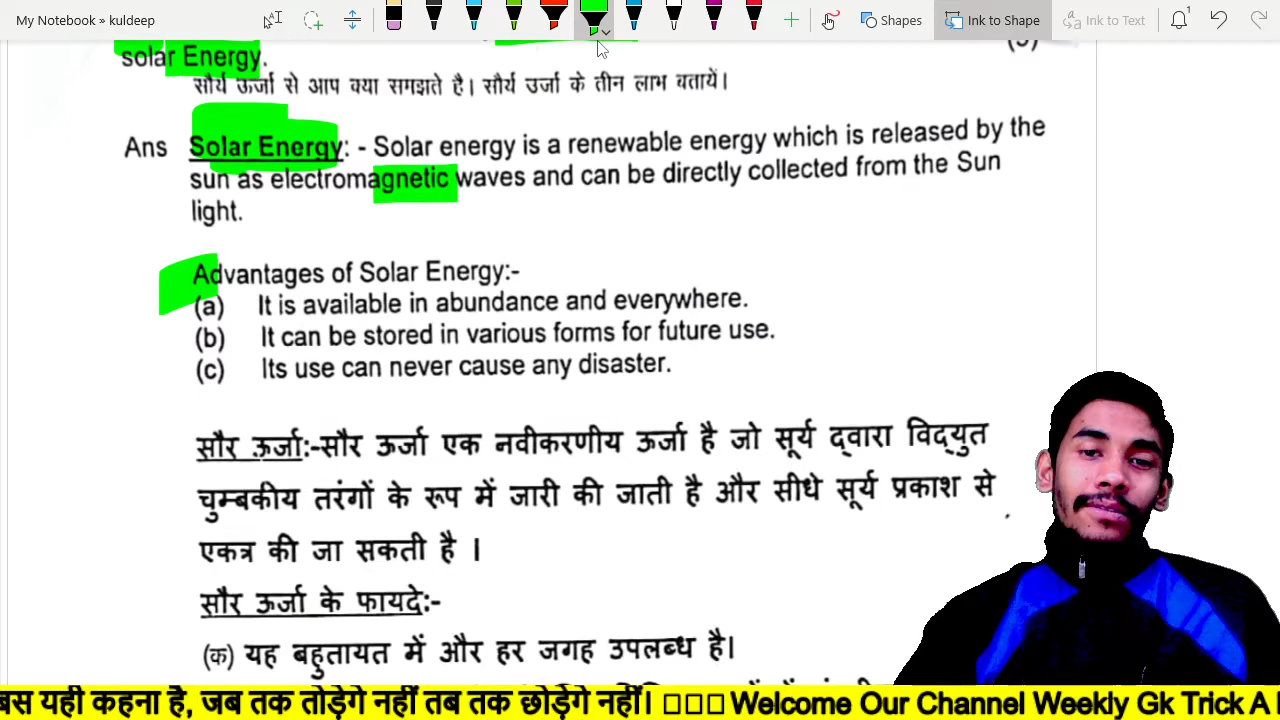 My Notebook » kuldeep
Shapes
Ink to Shape
Ink to Text
solar Energy.
सौर्य ऊर्जा से आप क्या समझते है। सौर्य उर्जा के तीन लाभ बतायें।
Ans Solar Energy: - Solar energy is a renewable energy which is released by the
sun as electromagnetic waves and can be directly collected from the Sun
light.
Advantages of Solar Energy:-
(a) It is available in abundance and everywhere.
(b) It can be stored in various forms for future use.
(c) Its use can never cause any disaster.
सौर ऊर्जा:-सौर ऊर्जा एक नवीकरणीय ऊर्जा है जो सूर्य द्वारा विद्युत
चुम्बकीय तरंगों के रूप में जारी की जाती है और सीधे सूर्य प्रकाश से
एकत्र की जा सकती है ।
सौर ऊर्जा के फायदे:-
(क) यह बहुतायत में और हर जगह उपलब्ध है।
बस यही कहना है, जब तक तोड़ेगे नहीं तब तक छोड़ेगे नहीं। □□□ Welcome Our Channel Weekly Gk Trick A